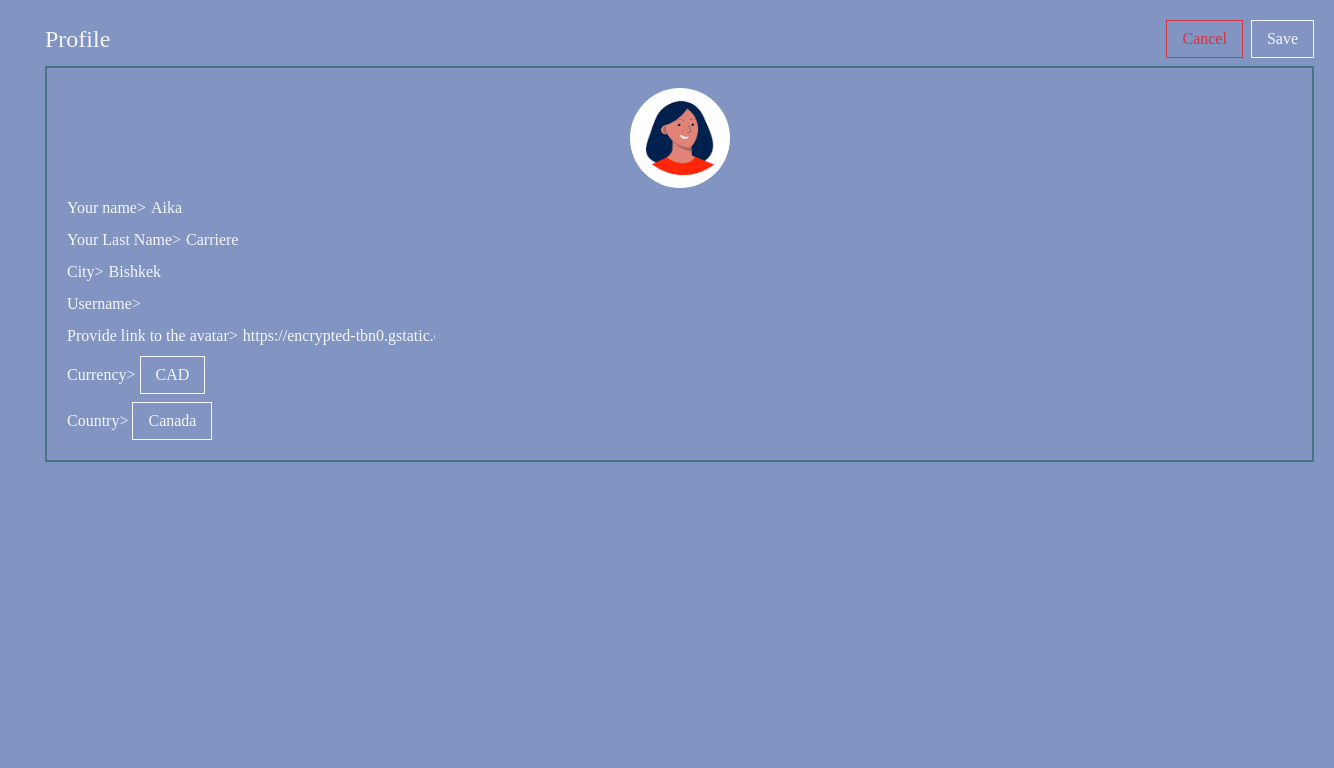 Profile
Cancel
Save
Your name> Aika
Your Last Name> Carriere
City> Bishkek
Username>
Provide link to the avatar> https://encrypted-tbn0.gstatic.
Currency> CAD
Country> Canada